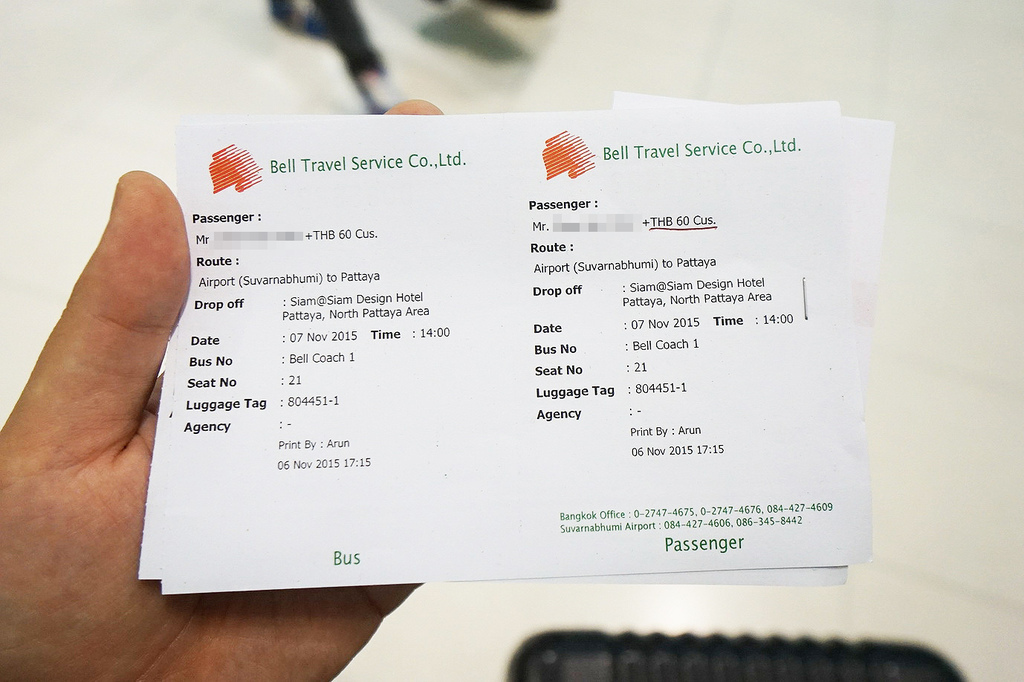 Bell Travel Service Co.,Ltd.
Passenger :
Mr +THB 60 Cus.
Route :
Airport (Suvarnabhumi) to Pattaya
Drop off : Siam@Siam Design Hotel
Pattaya, North Pattaya Area
Date : 07 Nov 2015 Time : 14:00
Bus No : Bell Coach 1
Seat No : 21
Luggage Tag : 804451-1
Agency : -
Print By : Arun
06 Nov 2015 17:15
Bus
Bell Travel Service Co.,Ltd.
Passenger :
Mr. +THB 60 Cus.
Route :
Airport (Suvarnabhumi) to Pattaya
Drop off : Siam@Siam Design Hotel
Pattaya, North Pattaya Area
Date : 07 Nov 2015 Time : 14:00
Bus No : Bell Coach 1
Seat No : 21
Luggage Tag : 804451-1
Agency : -
Print By : Arun
06 Nov 2015 17:15
Bangkok Office : 0-2747-4675, 0-2747-4676, 084-427-4609
Suvarnabhumi Airport : 084-427-4606, 086-345-8442
Passenger